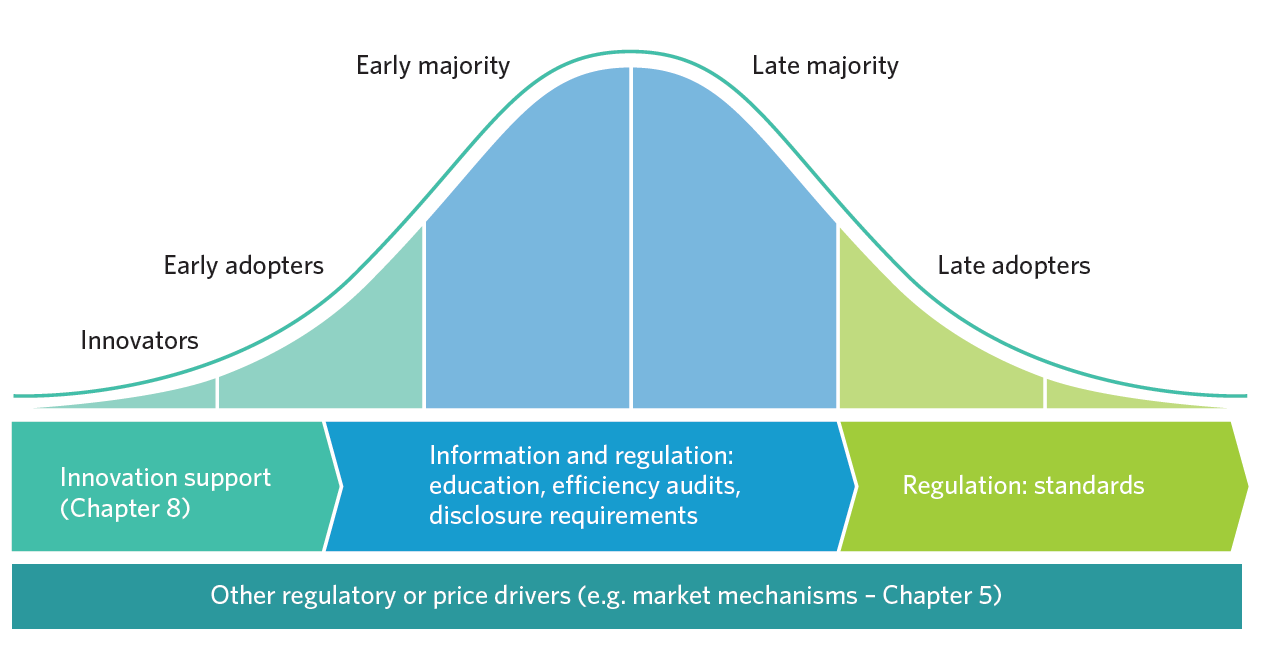 Early majority
Late majority
Early adopters
Late adopters
Innovators
Innovation support
(Chapter 8)
Information and regulation:
education, efficiency audits,
disclosure requirements
Regulation: standards
Other regulatory or price drivers (e.g. market mechanisms – Chapter 5)